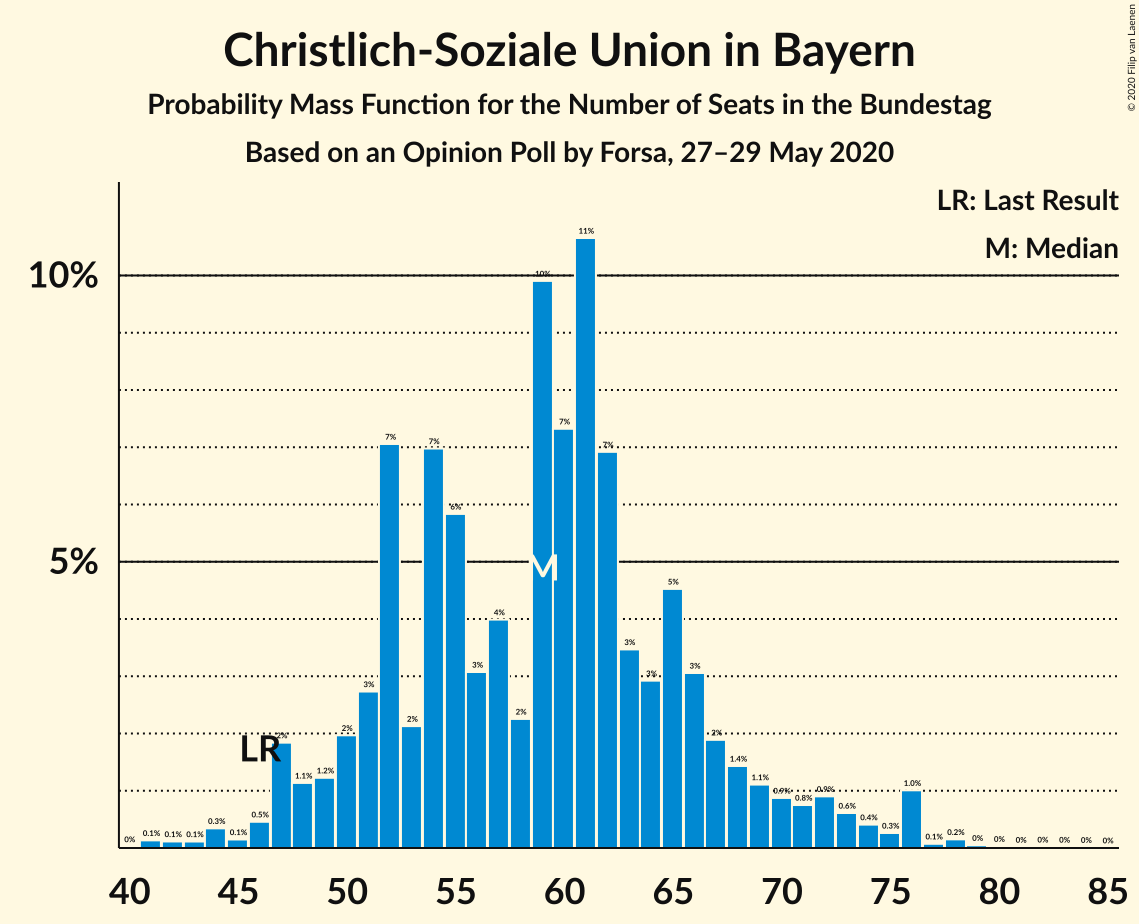 Christlich-Soziale Union in Bayern
Probability Mass Function for the Number of Seats in the Bundestag
Based on an Opinion Poll by Forsa, 27–29 May 2020
© 2020 Filip van Laenen
LR: Last Result
M: Median
10%
5%
0% 0.1% 0.1% 0.1% 0.3% 0.1% 0.5% 2% 1.1% 1.2% 2% 3% 7% 2% 7% 6% 3% 4% 2% 10% 7% 11% 7% 3% 3% 5% 3% 2% 1.4% 1.1% 0.9% 0.8% 0.9% 0.6% 0.4% 0.3% 1.0% 0.1% 0.2% 0% 0% 0% 0% 0% 0% 0%
M
LR
40 45 50 55 60 65 70 75 80 85